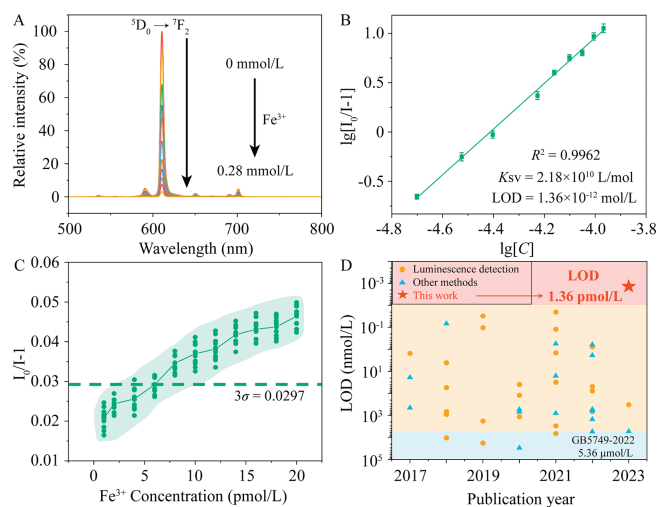 A
⁵D₀ → ⁷F₂
0 mmol/L
Fe³⁺
0.28 mmol/L
Relative intensity (%)
100
80
60
40
20
0
500
600
700
800
Wavelength (nm)
B
lg[I₀/I-1]
1.0
0.5
0
-0.5
R² = 0.9962
Ksv = 2.18×10¹⁰ L/mol
LOD = 1.36×10⁻¹² mol/L
-4.8
-4.6
-4.4
-4.2
-4.0
-3.8
lg[C]
C
I₀/I-1
0.06
0.05
0.04
0.03
0.02
0.01
3σ = 0.0297
0
5
10
15
20
Fe³⁺ Concentration (pmol/L)
D
Luminescence detection
Other methods
This work
LOD
1.36 pmol/L
LOD (nmol/L)
10⁻³
10⁻¹
10¹
10³
10⁵
GB5749-2022
5.36 μmol/L
2017
2019
2021
2023
Publication year